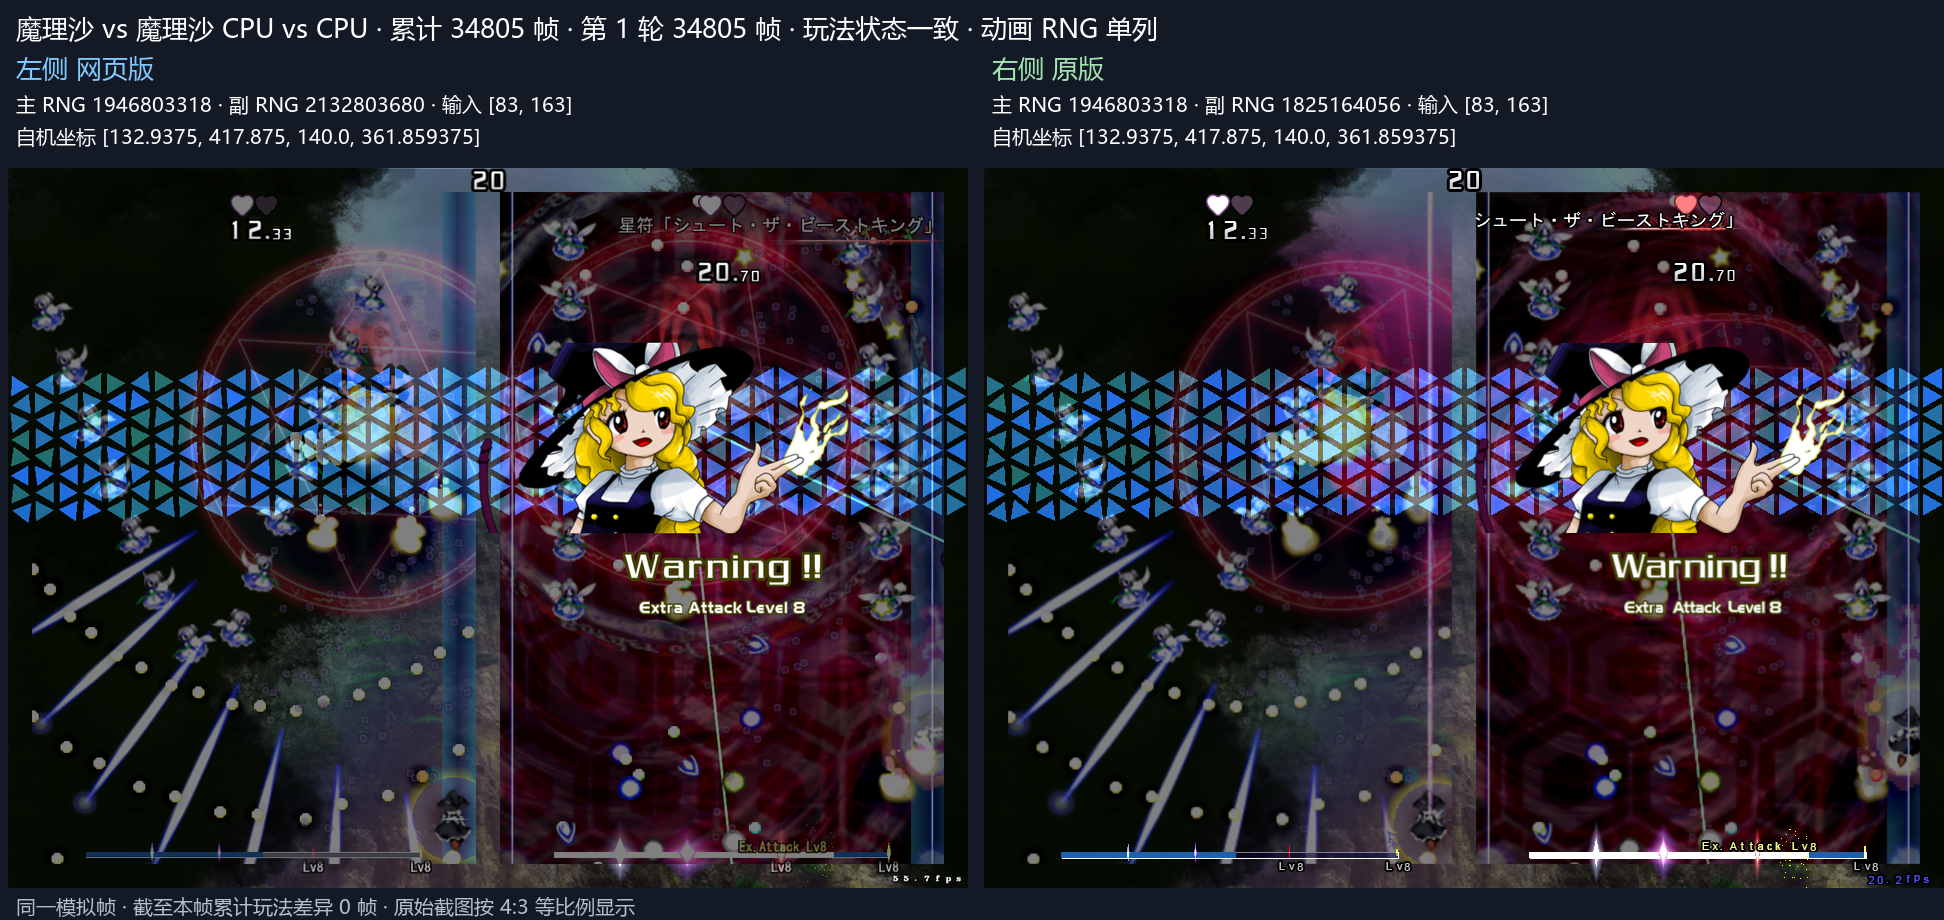 魔理沙 vs 魔理沙 CPU vs CPU · 累计 34805 帧 · 第 1 轮 34805 帧 · 玩法状态一致 · 动画 RNG 单列
左侧 网页版
主 RNG 1946803318 · 副 RNG 2132803680 · 输入 [83, 163]
自机坐标 [132.9375, 417.875, 140.0, 361.859375]
20
12.33
星符「シュート・ザ・ビーストキング」
20.70
Warning !!
Extra Attack Level 8
Ex.Attack Lv8
Lv8
Lv8
Lv8
Lv8
55.7fps
右侧 原版
主 RNG 1946803318 · 副 RNG 1825164056 · 输入 [83, 163]
自机坐标 [132.9375, 417.875, 140.0, 361.859375]
20
12.33
シュート・ザ・ビーストキング」
20.70
Warning !!
Extra Attack Level 8
Ex.Attack Lv8
Lv8
Lv8
Lv8
20.2fps
同一模拟帧 · 截至本帧累计玩法差异 0 帧 · 原始截图按 4:3 等比例显示